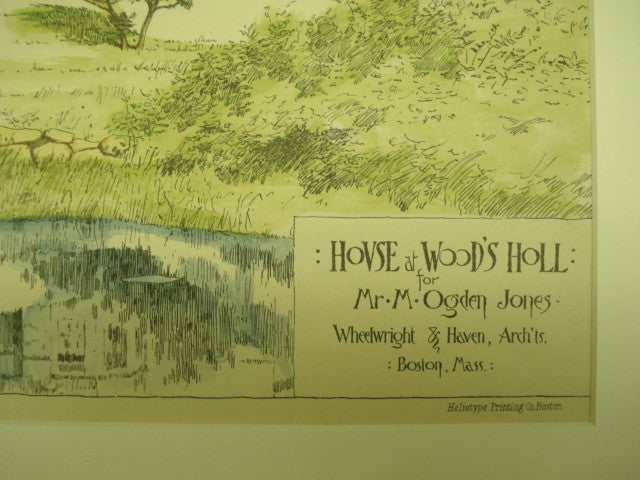 : HOVSE at WOOD'S HOLL :
for
Mr. M. Ogden Jones.
Wheelwright & Haven, Arch'ts.
: Boston, Mass. :
Heliotype Printing Co. Boston